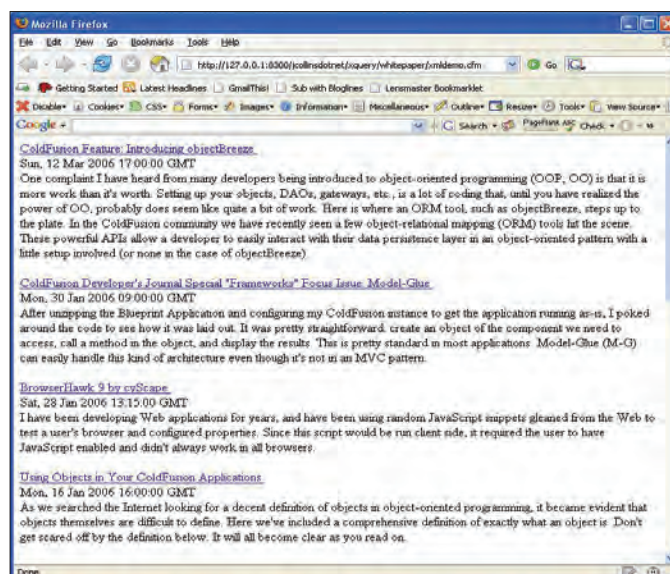 Mozilla Firefox
File Edit View Go Bookmarks Tools Help
http://127.0.0.1:8300/jcollinsdotnet/xquery/whitepaper/xmldemo.cfm Go
Getting Started Latest Headlines GmailThis! Sub with Bloglines Lensmaster Bookmarklet
Disable Cookies CSS Forms Images Information Miscellaneous Outline Resize Tools View Source
Google Search PageRank ABC Check
ColdFusion Feature: Introducing objectBreeze
Sun, 12 Mar 2006 17:00:00 GMT
One complaint I have heard from many developers being introduced to object-oriented programming (OOP, OO) is that it is
more work than it's worth. Setting up your objects, DAOs, gateways, etc., is a lot of coding that, until you have realized the
power of OO, probably does seem like quite a bit of work. Here is where an ORM tool, such as objectBreeze, steps up to
the plate. In the ColdFusion community we have recently seen a few object-relational mapping (ORM) tools hit the scene.
These powerful APIs allow a developer to easily interact with their data persistence layer in an object-oriented pattern with a
little setup involved (or none in the case of objectBreeze).
ColdFusion Developer's Journal Special "Frameworks" Focus Issue: Model-Glue
Mon, 30 Jan 2006 09:00:00 GMT
After unzipping the Blueprint Application and configuring my ColdFusion instance to get the application running as-is, I poked
around the code to see how it was laid out. It was pretty straightforward: create an object of the component we need to
access, call a method in the object, and display the results. This is pretty standard in most applications. Model-Glue (M-G)
can easily handle this kind of architecture even though it's not in an MVC pattern.
BrowserHawk 9 by cyScape
Sat, 28 Jan 2006 13:15:00 GMT
I have been developing Web applications for years, and have been using random JavaScript snippets gleaned from the Web to
test a user's browser and configured properties. Since this script would be run client side, it required the user to have
JavaScript enabled and didn't always work in all browsers.
Using Objects in Your ColdFusion Applications
Mon, 16 Jan 2006 16:00:00 GMT
As we searched the Internet looking for a decent definition of objects in object-oriented programming, it became evident that
objects themselves are difficult to define. Here we've included a comprehensive definition of exactly what an object is. Don't
get scared off by the definition below. It will all become clear as you read on.
Done